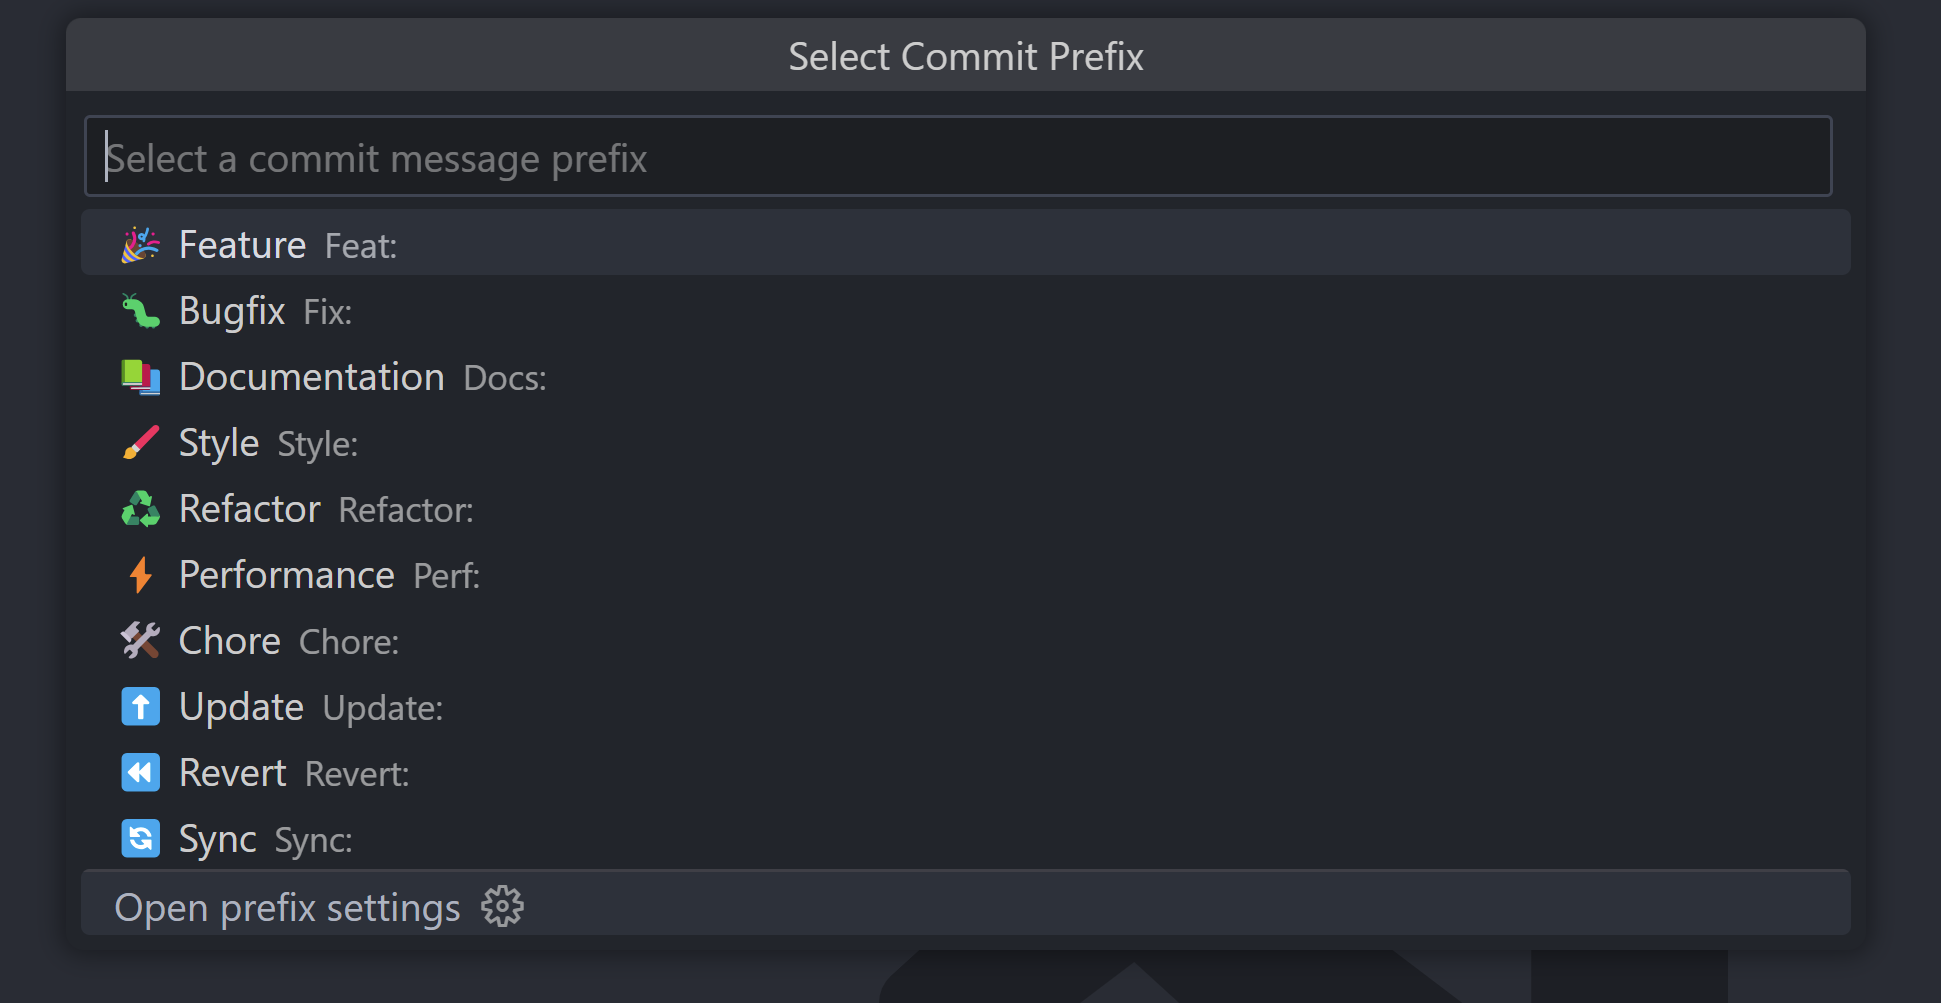 Select Commit Prefix
Select a commit message prefix
Feature Feat:
Bugfix Fix:
Documentation Docs:
Style Style:
Refactor Refactor:
Performance Perf:
Chore Chore:
Update Update:
Revert Revert:
Sync Sync:
Open prefix settings